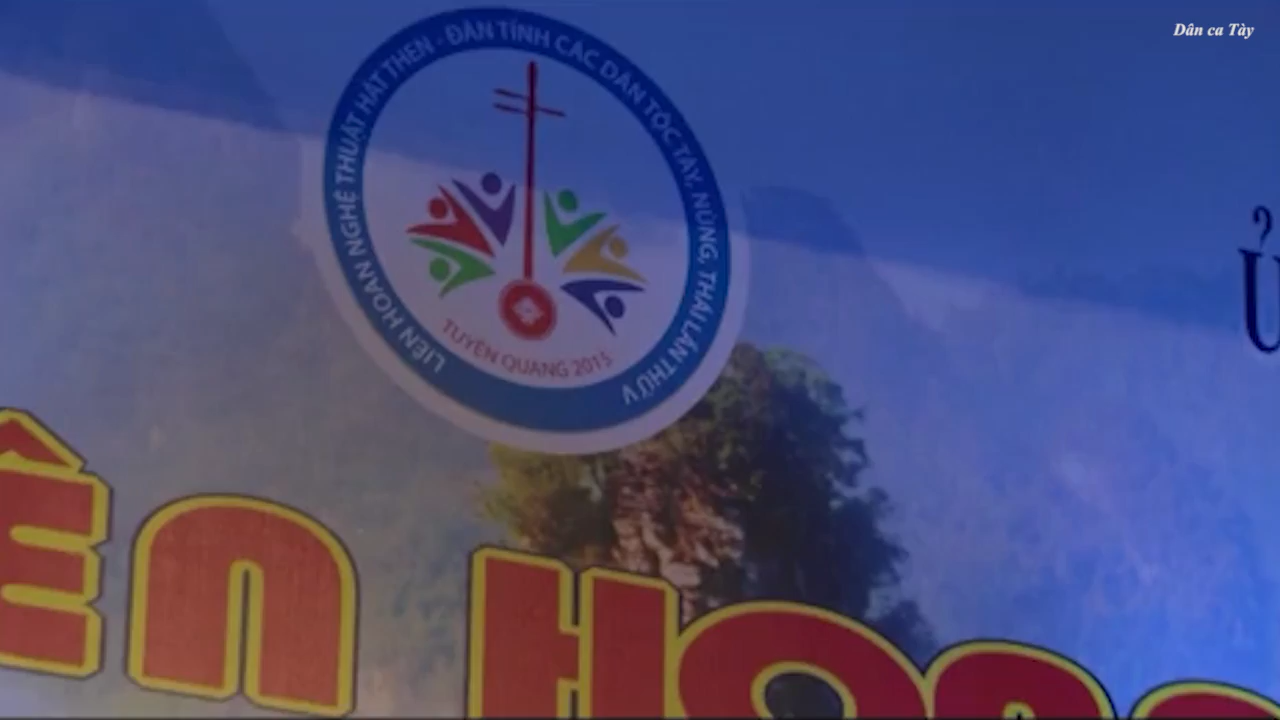 Dân ca Tày
LIÊN HOAN NGHỆ THUẬT HÁT THEN - ĐÀN TÍNH CÁC DÂN TỘC TÀY, NÙNG, THÁI LẦN THỨ V
TUYÊN QUANG 2015